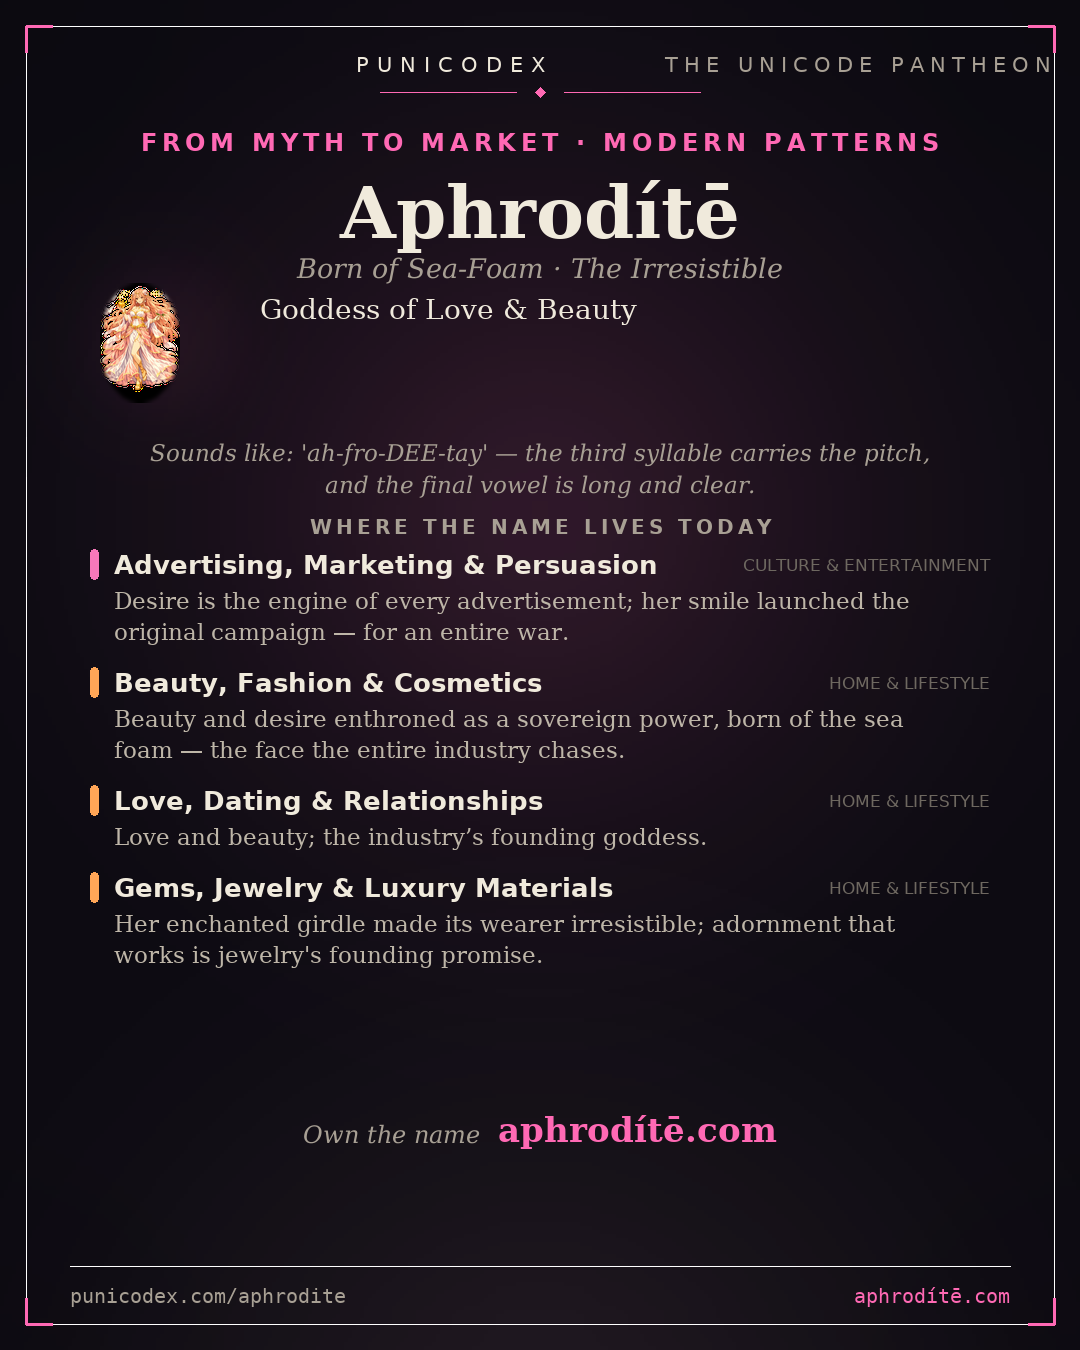 PUNICODEX THE UNICODE PANTHEON
FROM MYTH TO MARKET · MODERN PATTERNS
Aphrodítē
Born of Sea-Foam · The Irresistible
Goddess of Love & Beauty
Sounds like: 'ah-fro-DEE-tay' — the third syllable carries the pitch,
and the final vowel is long and clear.
WHERE THE NAME LIVES TODAY
Advertising, Marketing & Persuasion CULTURE & ENTERTAINMENT
Desire is the engine of every advertisement; her smile launched the
original campaign — for an entire war.
Beauty, Fashion & Cosmetics HOME & LIFESTYLE
Beauty and desire enthroned as a sovereign power, born of the sea
foam — the face the entire industry chases.
Love, Dating & Relationships HOME & LIFESTYLE
Love and beauty; the industry’s founding goddess.
Gems, Jewelry & Luxury Materials HOME & LIFESTYLE
Her enchanted girdle made its wearer irresistible; adornment that
works is jewelry's founding promise.
Own the name aphrodítē.com
punicodex.com/aphrodite aphrodítē.com